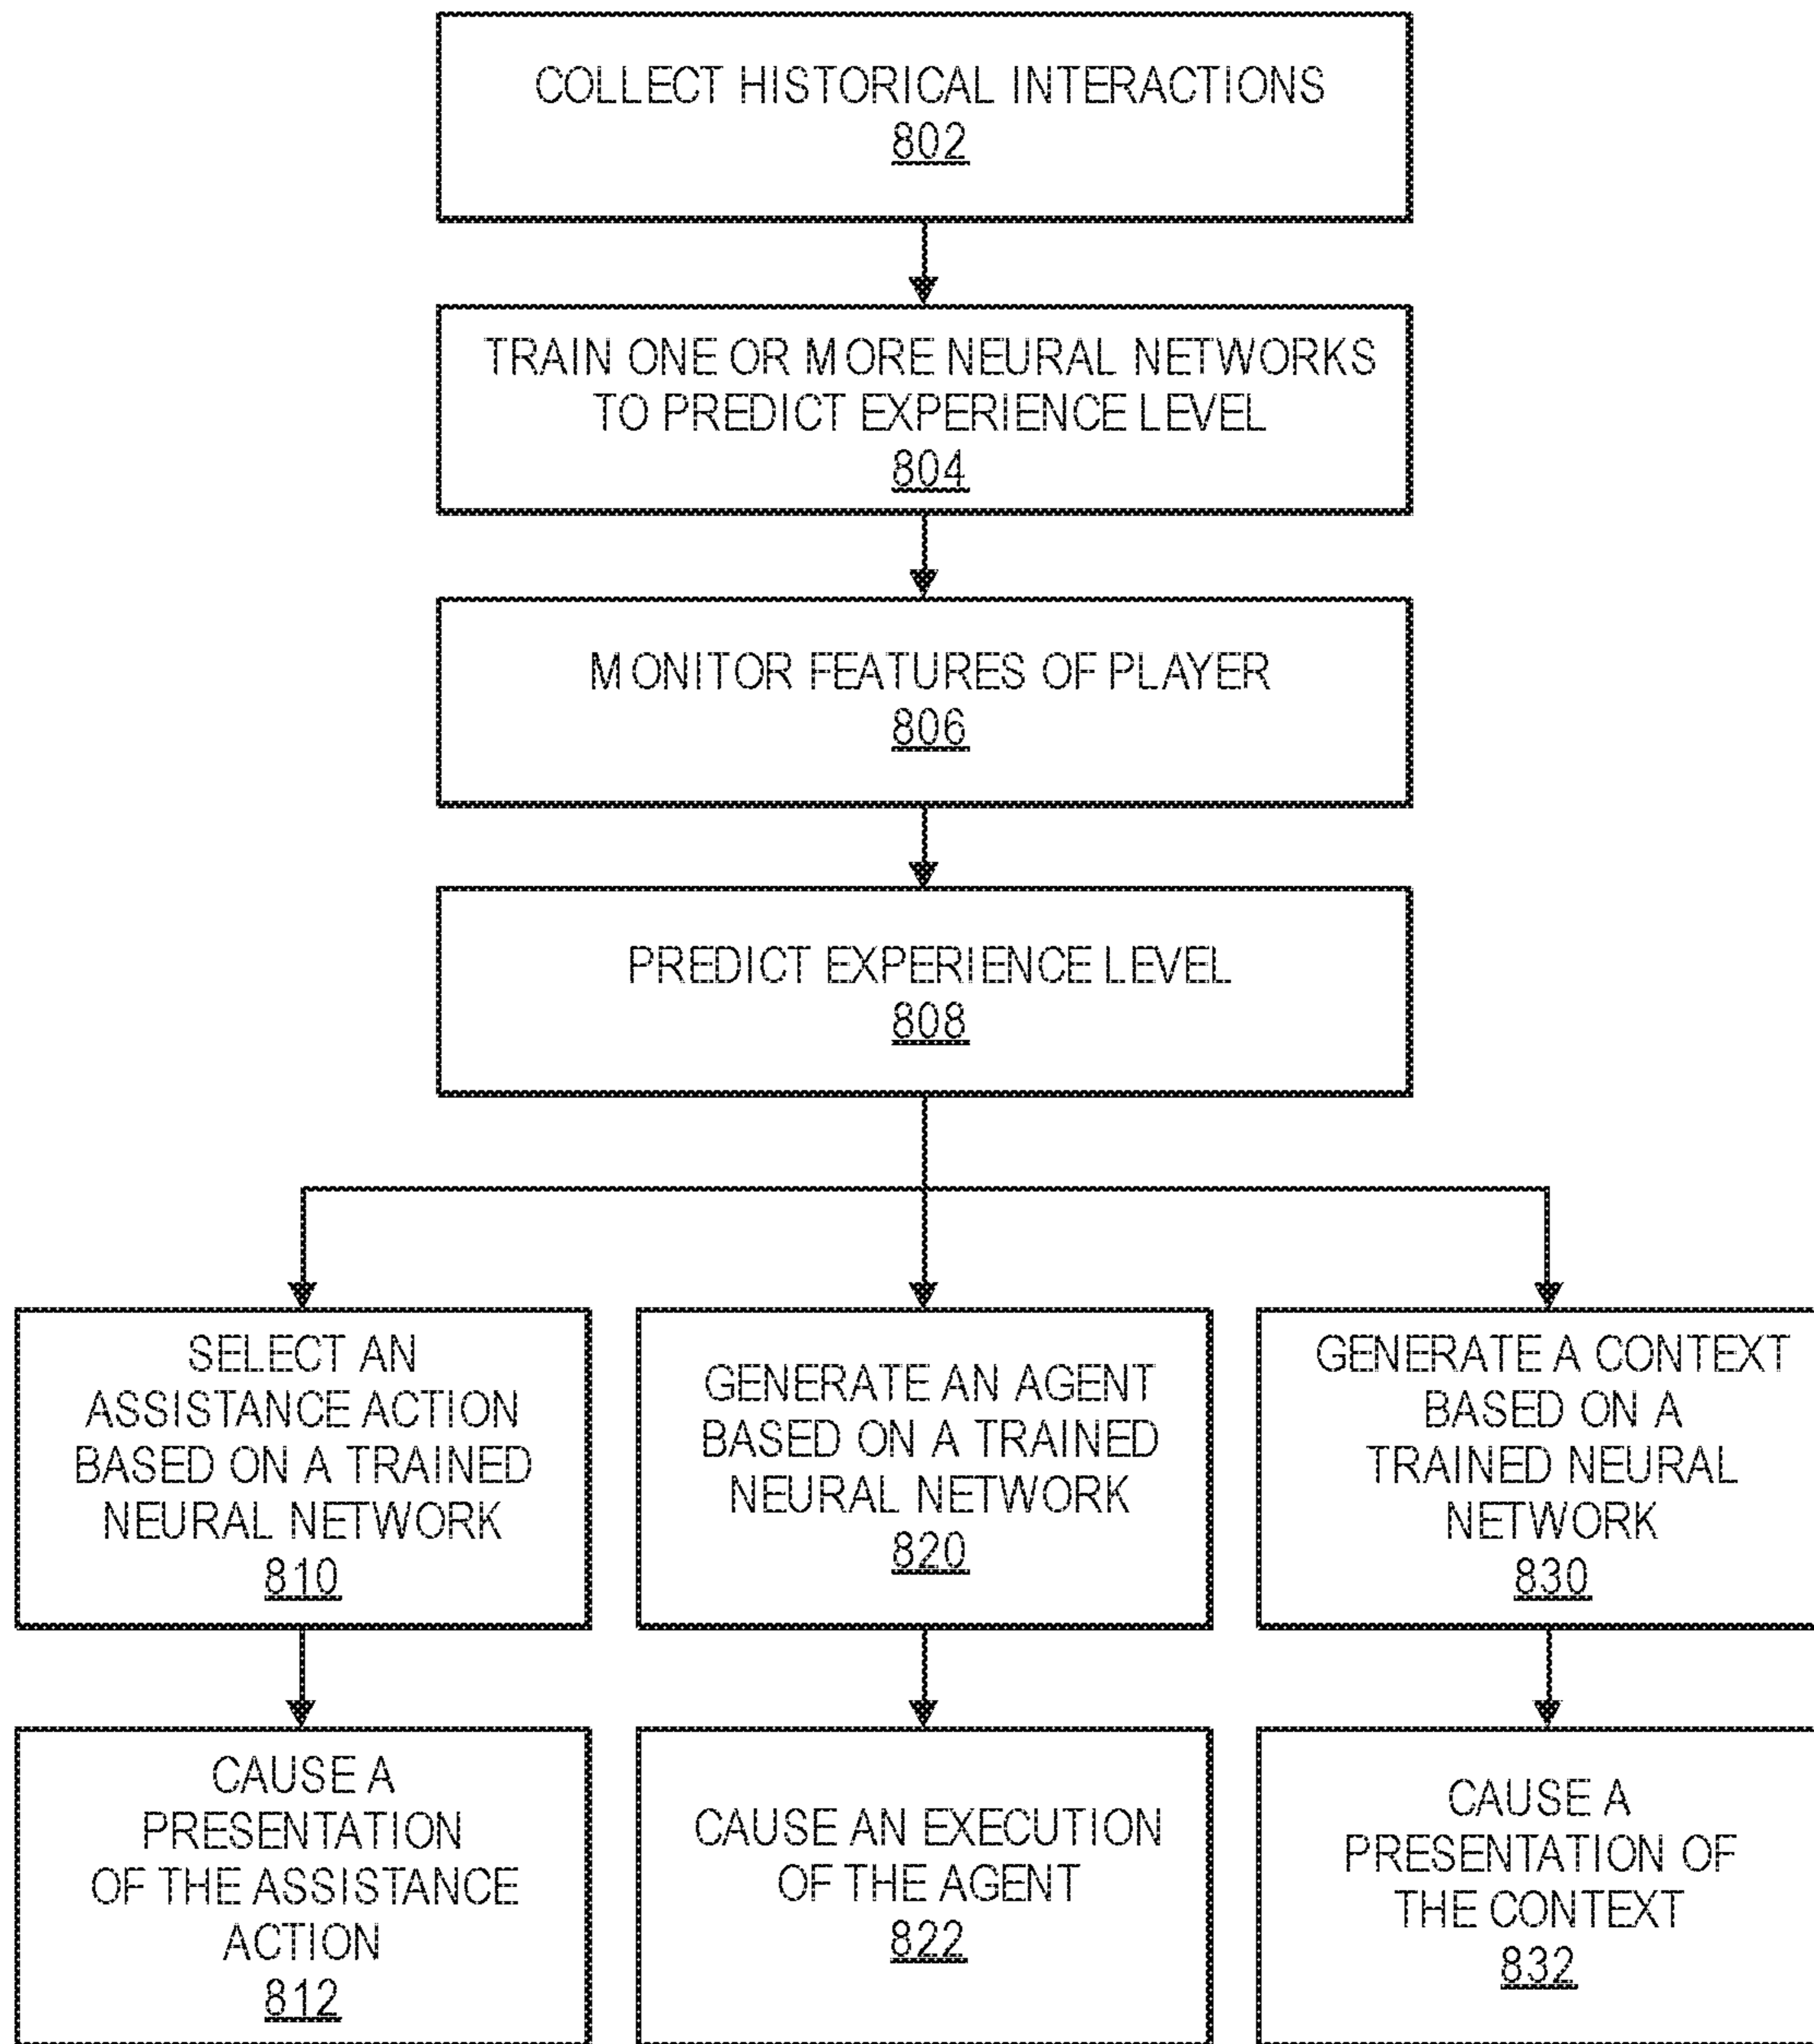 COLLECT HISTORICAL INTERACTIONS
802
TRAIN ONE OR MORE NEURAL NETWORKS
TO PREDICT EXPERIENCE LEVEL
804
MONITOR FEATURES OF PLAYER
806
PREDICT EXPERIENCE LEVEL
808
SELECT AN
ASSISTANCE ACTION
BASED ON A TRAINED
NEURAL NETWORK
810
GENERATE AN AGENT
BASED ON A TRAINED
NEURAL NETWORK
820
GENERATE A CONTEXT
BASED ON A
TRAINED NEURAL
NETWORK
830
CAUSE A
PRESENTATION
OF THE ASSISTANCE
ACTION
812
CAUSE AN EXECUTION
OF THE AGENT
822
CAUSE A
PRESENTATION OF
THE CONTEXT
832